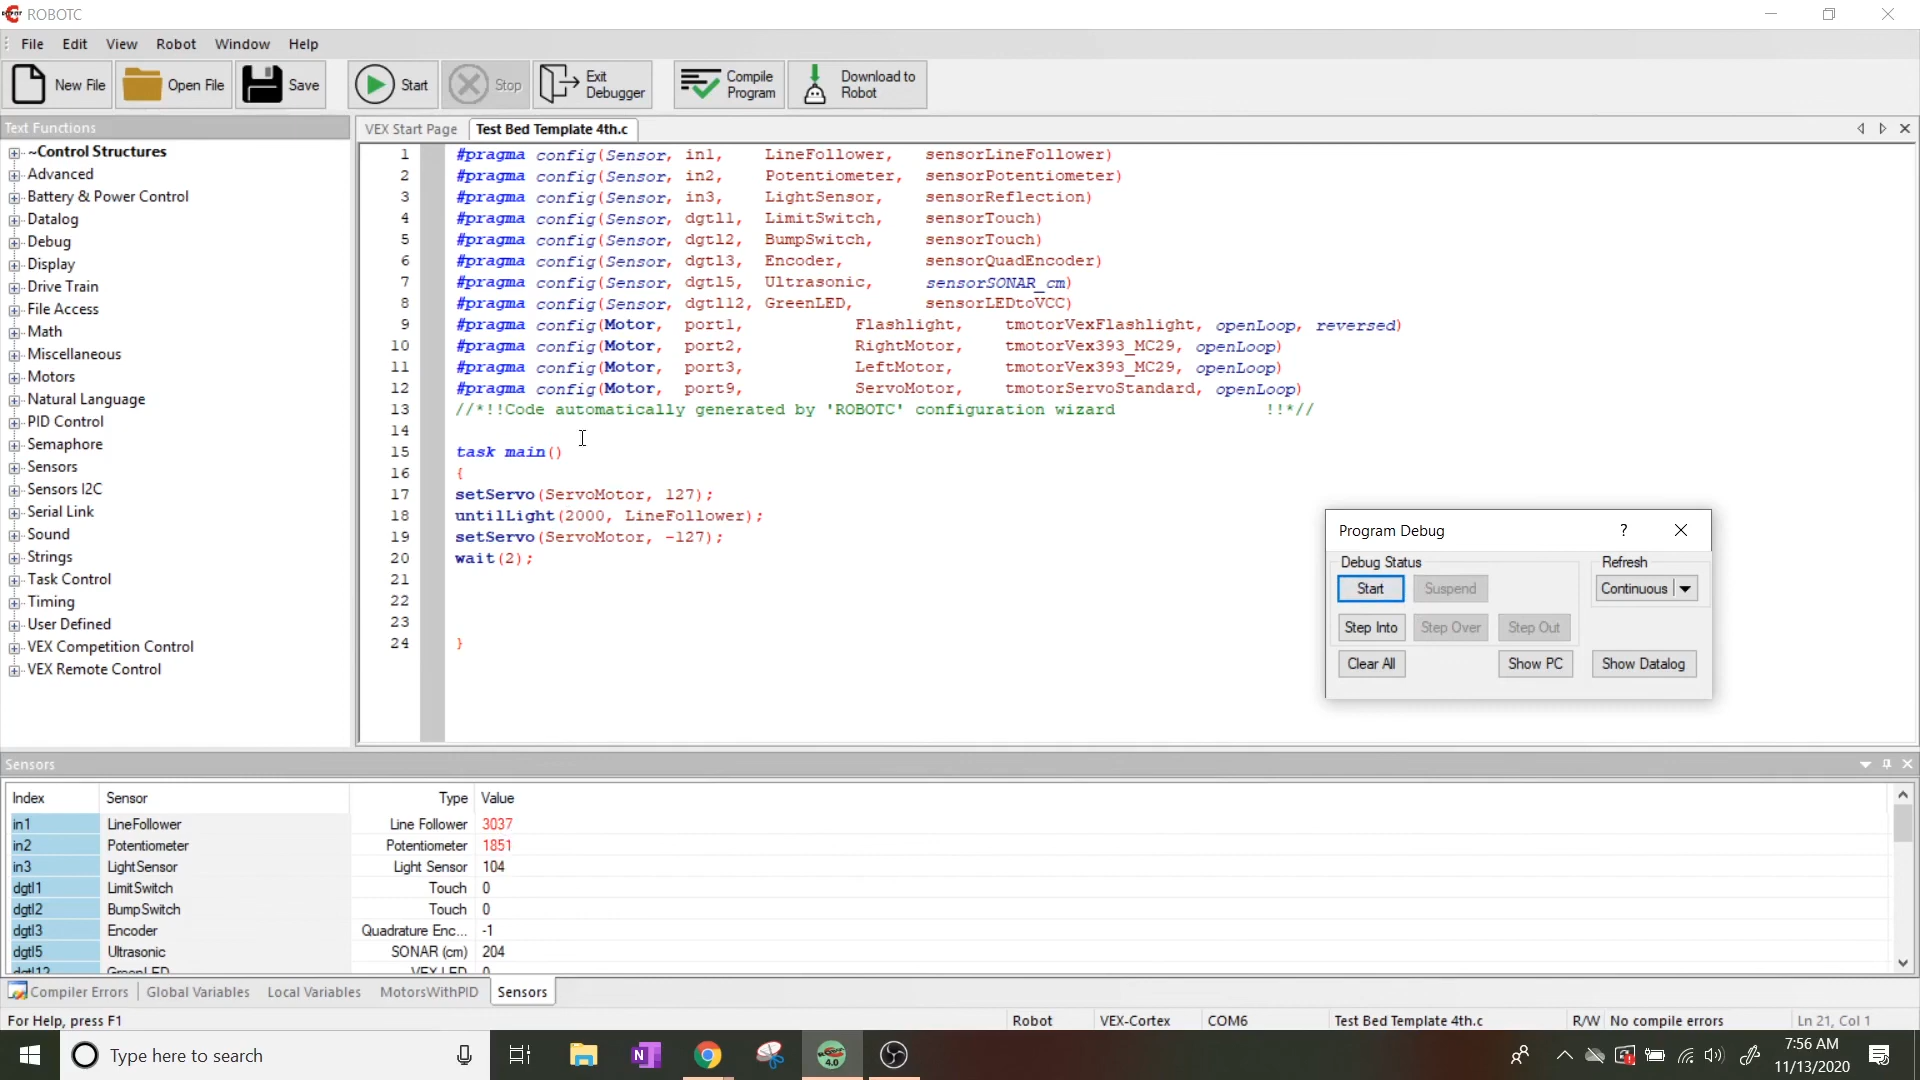 ROBOTC
File Edit View Robot Window Help
New File Open File Save Start Stop Exit Debugger Compile Program Download to Robot
Text Functions
VEX Start Page Test Bed Template 4th.c
~Control Structures
Advanced
Battery & Power Control
Datalog
Debug
Display
Drive Train
File Access
Math
Miscellaneous
Motors
Natural Language
PID Control
Semaphore
Sensors
Sensors I2C
Serial Link
Sound
Strings
Task Control
Timing
User Defined
VEX Competition Control
VEX Remote Control
1 #pragma config(Sensor, in1, LineFollower, sensorLineFollower)
2 #pragma config(Sensor, in2, Potentiometer, sensorPotentiometer)
3 #pragma config(Sensor, in3, LightSensor, sensorReflection)
4 #pragma config(Sensor, dgtl1, LimitSwitch, sensorTouch)
5 #pragma config(Sensor, dgtl2, BumpSwitch, sensorTouch)
6 #pragma config(Sensor, dgtl3, Encoder, sensorQuadEncoder)
7 #pragma config(Sensor, dgtl5, Ultrasonic, sensorSONAR_cm)
8 #pragma config(Sensor, dgtl12, GreenLED, sensorLEDtoVCC)
9 #pragma config(Motor, port1, Flashlight, tmotorVexFlashlight, openLoop, reversed)
10 #pragma config(Motor, port2, RightMotor, tmotorVex393_MC29, openLoop)
11 #pragma config(Motor, port3, LeftMotor, tmotorVex393_MC29, openLoop)
12 #pragma config(Motor, port9, ServoMotor, tmotorServoStandard, openLoop)
13 //*!!Code automatically generated by 'ROBOTC' configuration wizard !!*//
14
15 task main()
16 {
17 setServo(ServoMotor, 127);
18 untilLight(2000, LineFollower);
19 setServo(ServoMotor, -127);
20 wait(2);
21
22
23
24 }
Program Debug ?
Debug Status Refresh
Start Suspend Continuous
Step Into Step Over Step Out
Clear All Show PC Show Datalog
Sensors
Index Sensor Type Value
in1 LineFollower Line Follower 3037
in2 Potentiometer Potentiometer 1851
in3 LightSensor Light Sensor 104
dgtl1 LimitSwitch Touch 0
dgtl2 BumpSwitch Touch 0
dgtl3 Encoder Quadrature Enc... -1
dgtl5 Ultrasonic SONAR (cm) 204
dgtl12 GreenLED VEX LED 0
Compiler Errors Global Variables Local Variables MotorsWithPID Sensors
For Help, press F1 Robot VEX-Cortex COM6 Test Bed Template 4th.c R/W No compile errors Ln 21, Col 1
Type here to search
N
4.0
7:56 AM
11/13/2020